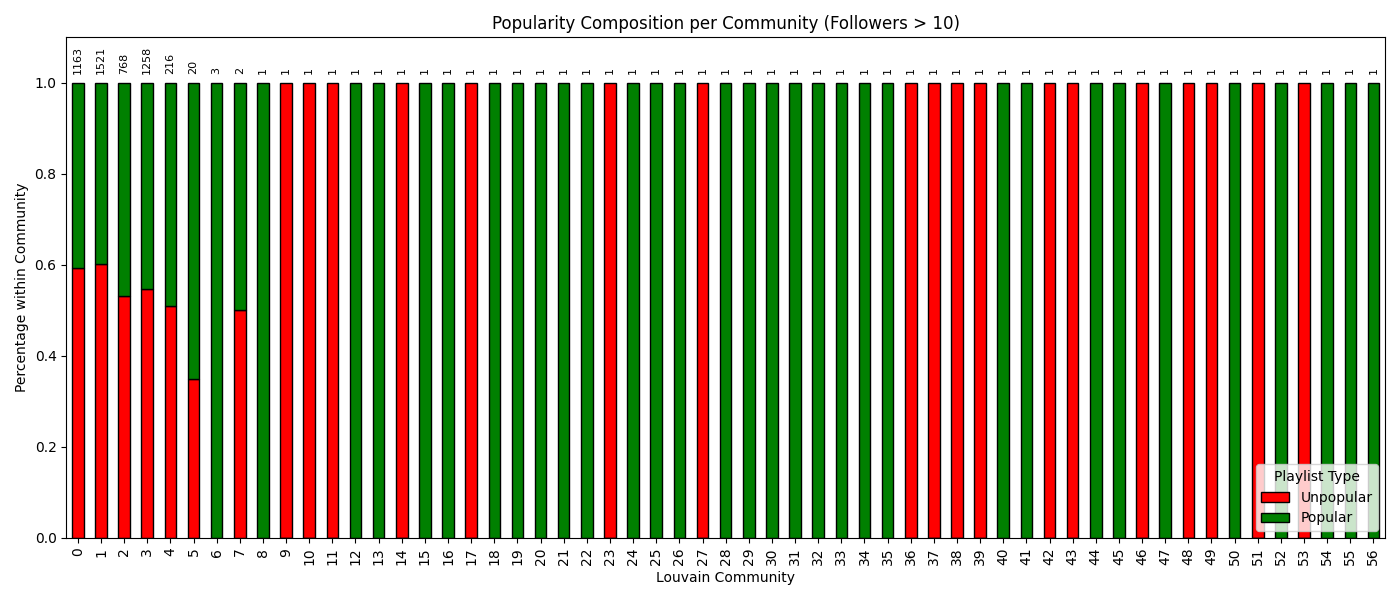 Popularity Composition per Community (Followers > 10)
1163 1521 768 1258 216 20 3 2 1 1 1 1 1 1 1 1 1 1 1 1 1 1 1 1 1 1 1 1 1 1 1 1 1 1 1 1 1 1 1 1 1 1 1 1 1 1 1 1 1 1 1 1 1 1 1 1 1
Percentage within Community
1.0
0.8
0.6
0.4
0.2
0.0
Playlist Type
Unpopular
Popular
0 1 2 3 4 5 6 7 8 9 10 11 12 13 14 15 16 17 18 19 20 21 22 23 24 25 26 27 28 29 30 31 32 33 34 35 36 37 38 39 40 41 42 43 44 45 46 47 48 49 50 51 52 53 54 55 56
Louvain Community